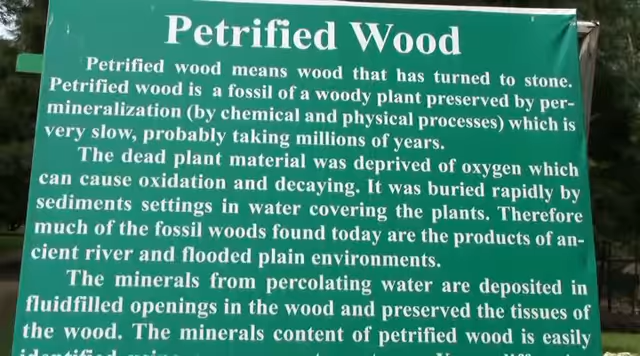 Petrified Wood
Petrified wood means wood that has turned to stone.
Petrified wood is a fossil of a woody plant preserved by per-
mineralization (by chemical and physical processes) which is
very slow, probably taking millions of years.
The dead plant material was deprived of oxygen which
can cause oxidation and decaying. It was buried rapidly by
sediments settings in water covering the plants. Therefore
much of the fossil woods found today are the products of an-
cient river and flooded plain environments.
The minerals from percolating water are deposited in
fluidfilled openings in the wood and preserved the tissues of
the wood. The minerals content of petrified wood is easily
identified